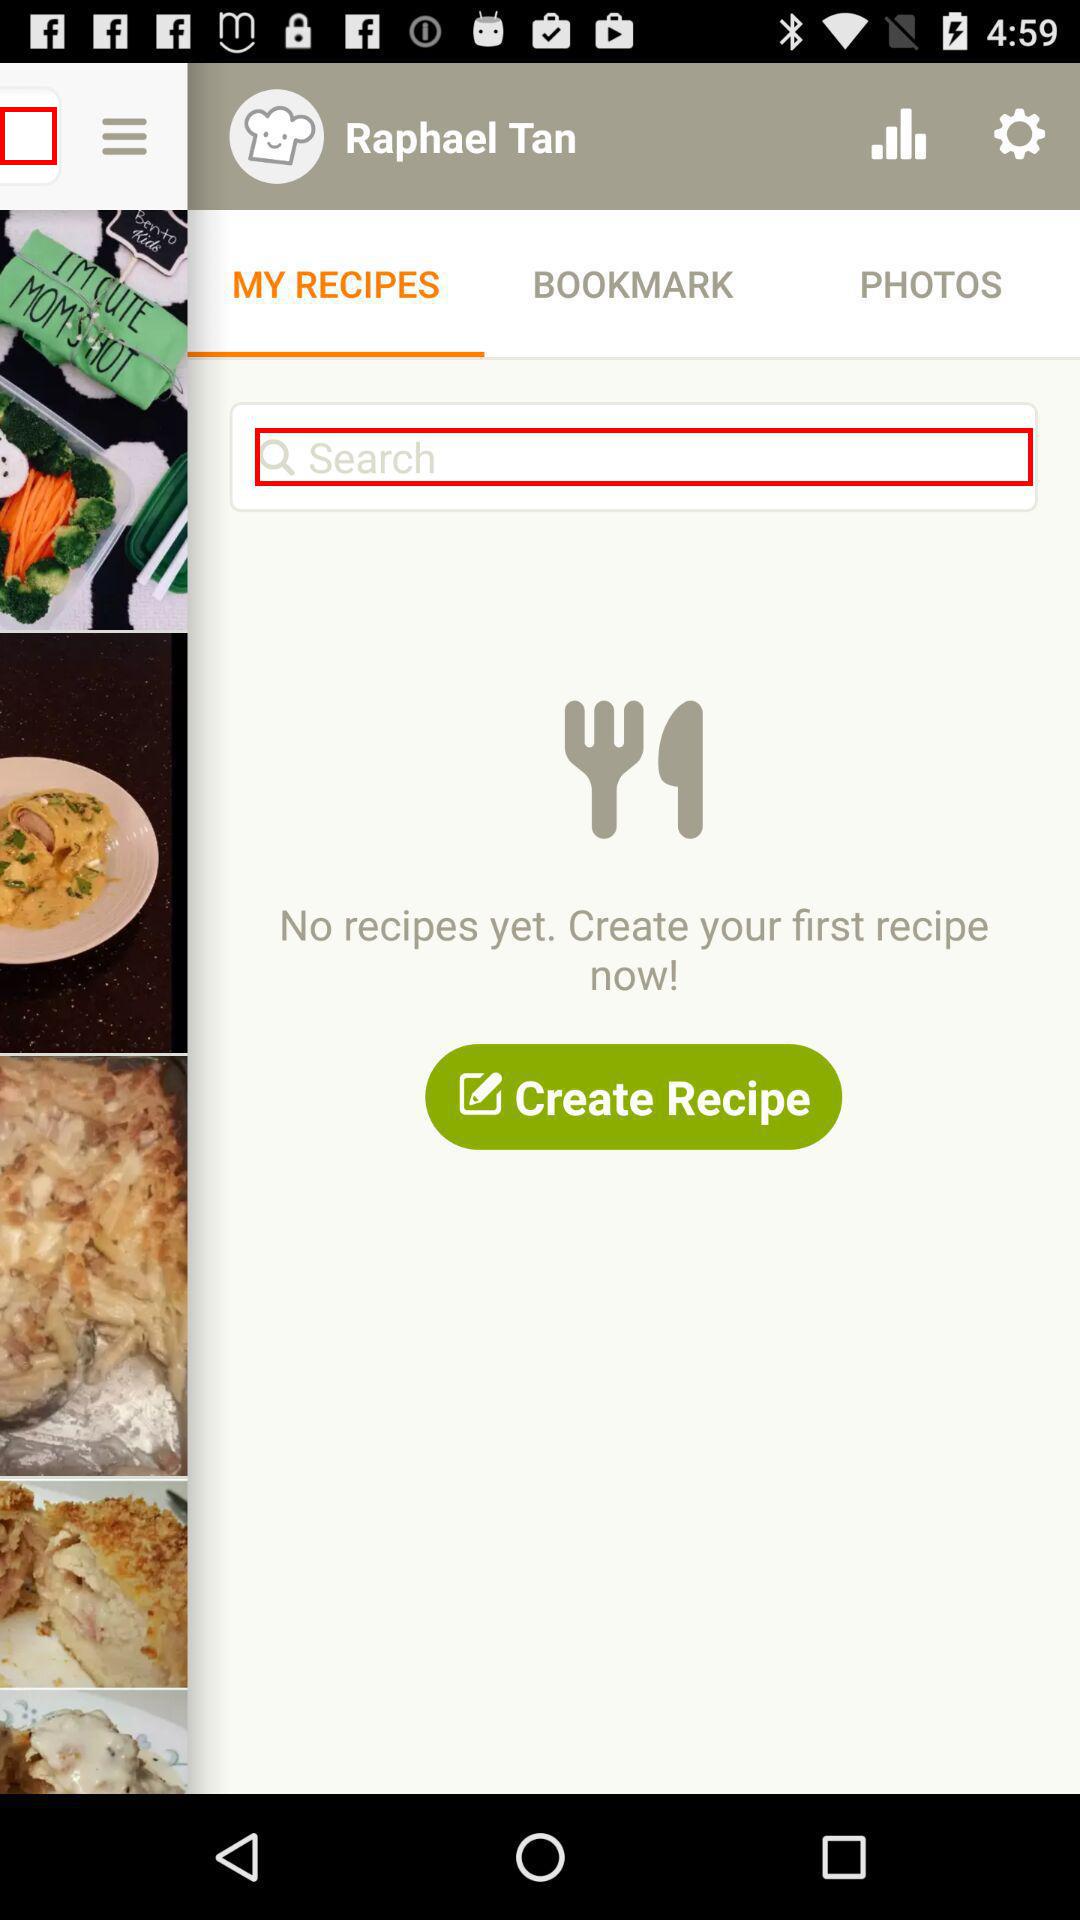 4:59
Raphael Tan
MY RECIPES BOOKMARK PHOTOS
Bento
Kids
I'M CUTE
MOM'S HOT
Search
No recipes yet. Create your first recipe
now!
Create Recipe